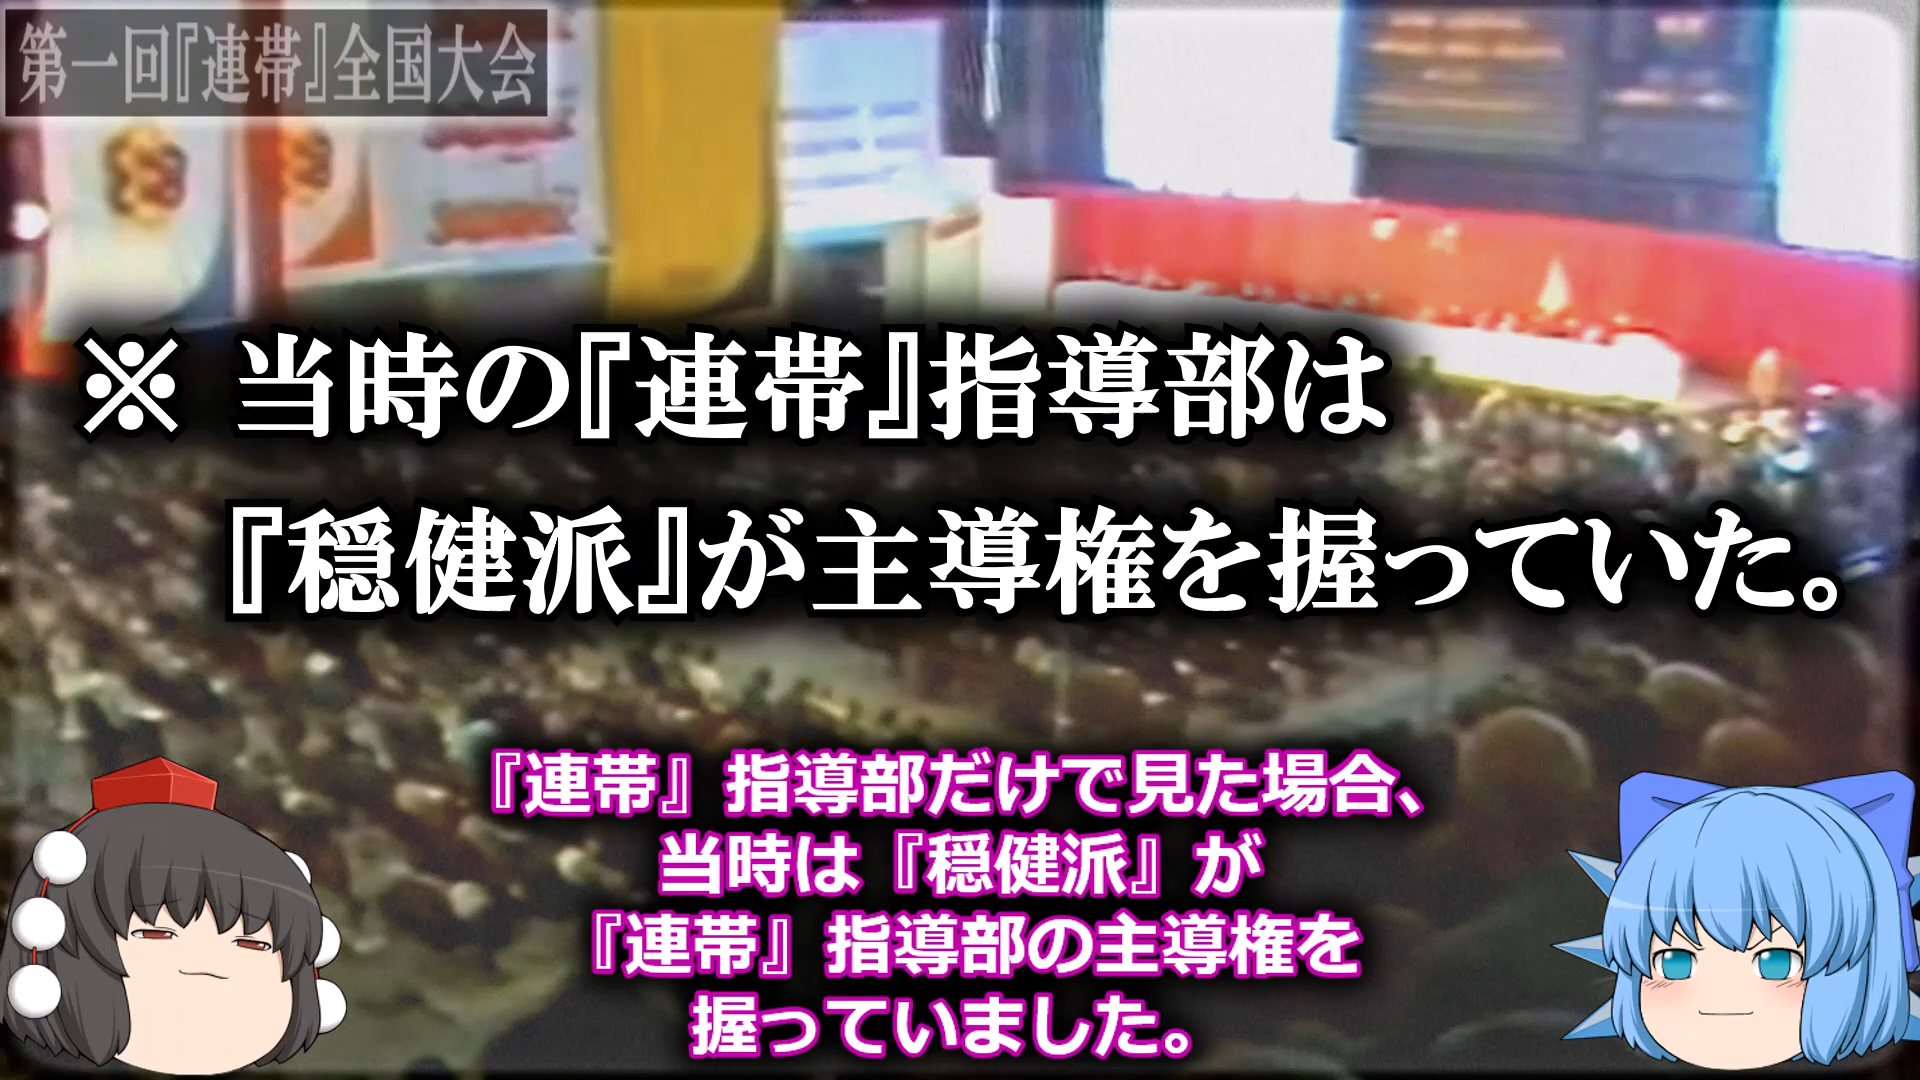 第一回『連帯』全国大会
※ 当時の『連帯』指導部は
『穏健派』が主導権を握っていた。
『連帯』指導部だけで見た場合、
当時は『穏健派』が
『連帯』指導部の主導権を
握っていました。